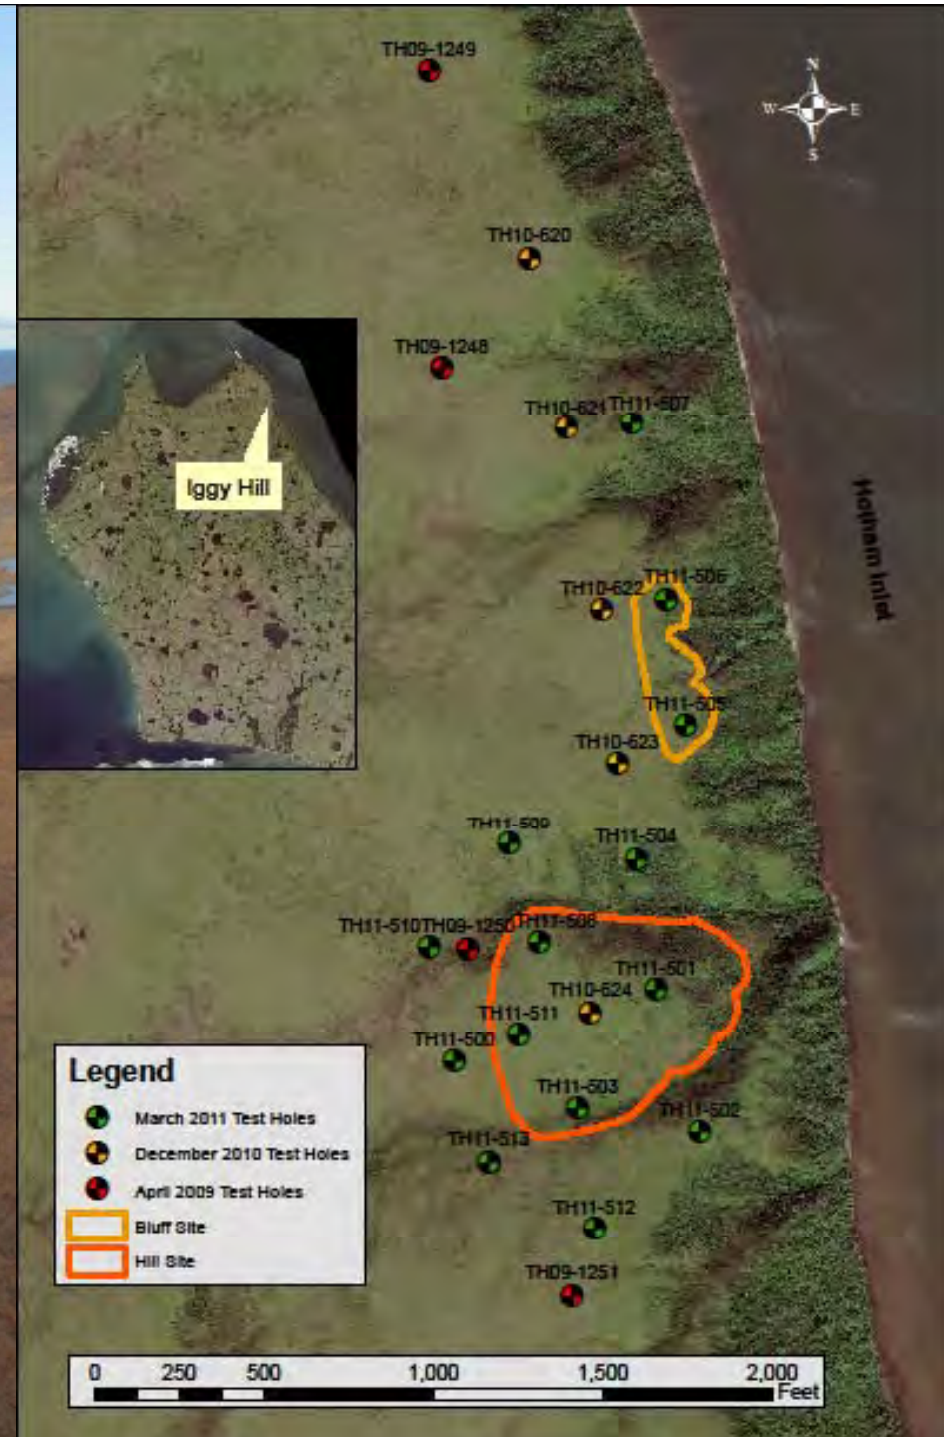 TH09-1249
N
W
E
S
TH10-620
TH09-1248
TH10-621
TH11-507
Iggy Hill
Hotham Inlet
TH11-506
TH10-622
TH11-505
TH10-623
TH11-509
TH11-504
TH11-510
TH09-1250
TH11-501
TH10-624
TH11-511
TH11-500
TH11-503
TH11-502
TH11-513
TH11-512
TH09-1251
Legend
March 2011 Test Holes
December 2010 Test Holes
April 2009 Test Holes
Bluff Site
Hill Site
0 250 500 1,000 1,500 2,000
Feet